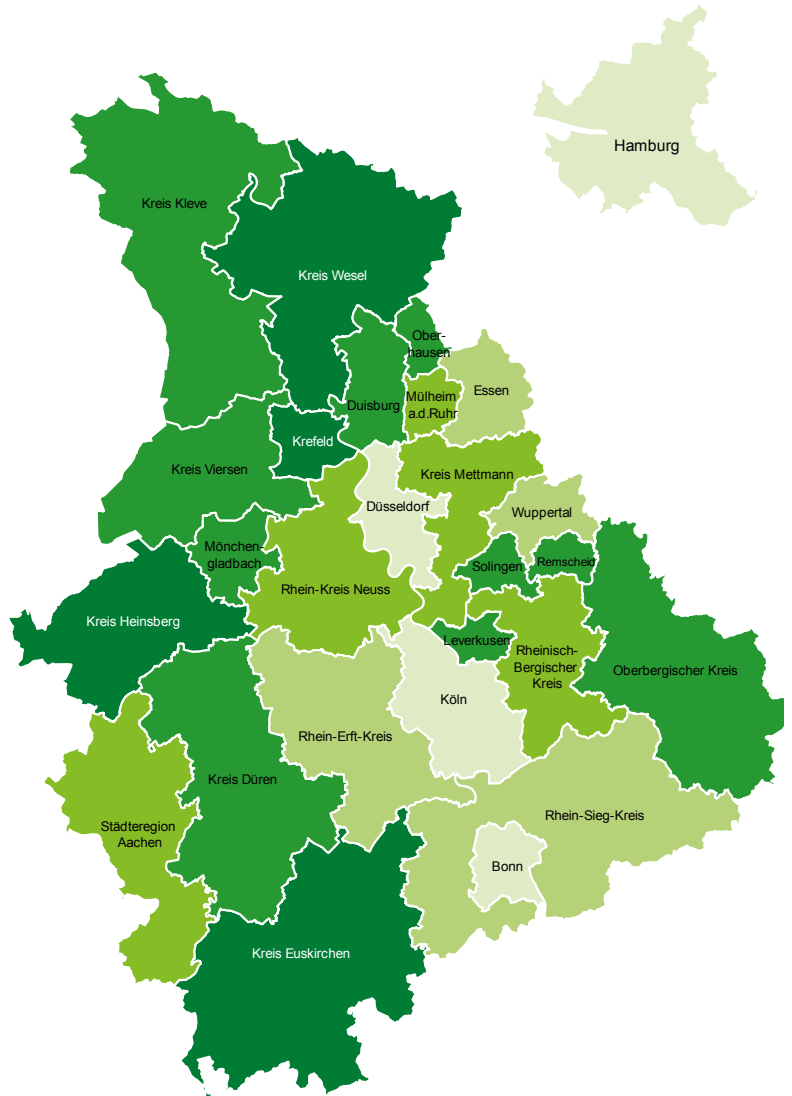 Hamburg
Kreis Kleve
Kreis Wesel
Ober-
hausen
Essen
Mülheim
a.d.Ruhr
Duisburg
Krefeld
Kreis Viersen
Kreis Mettmann
Düsseldorf
Wuppertal
Mönchen-
gladbach
Solingen
Remscheid
Rhein-Kreis Neuss
Kreis Heinsberg
Leverkusen
Rheinisch-
Bergischer
Kreis
Oberbergischer Kreis
Köln
Rhein-Erft-Kreis
Kreis Düren
Städteregion
Aachen
Rhein-Sieg-Kreis
Bonn
Kreis Euskirchen